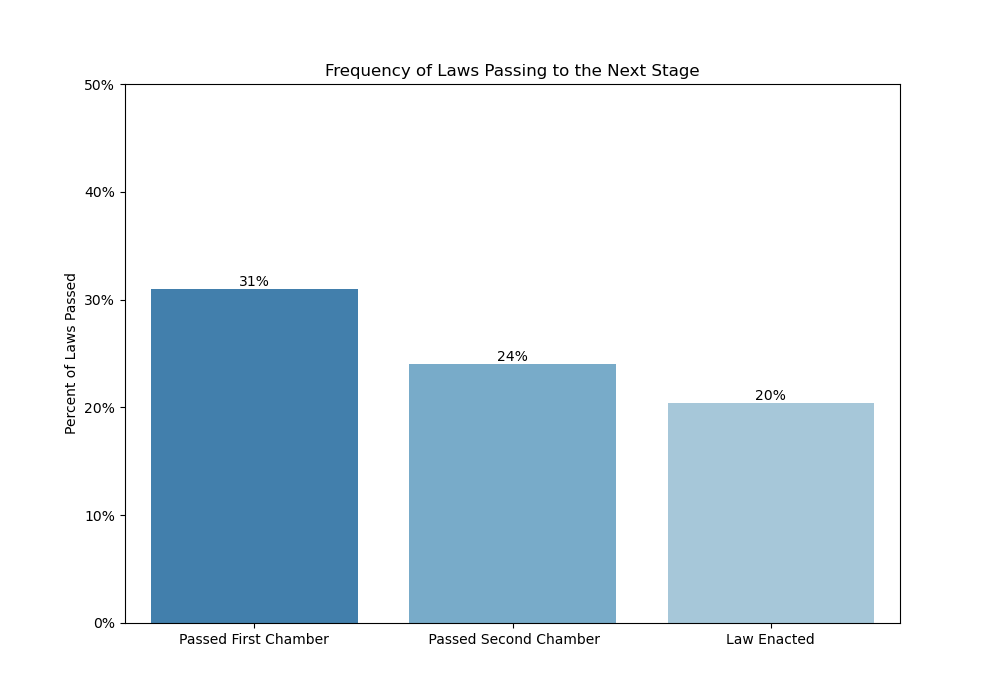 Frequency of Laws Passing to the Next Stage
50%
40%
30%
20%
10%
0%
Percent of Laws Passed
31%
24%
20%
Passed First Chamber
Passed Second Chamber
Law Enacted